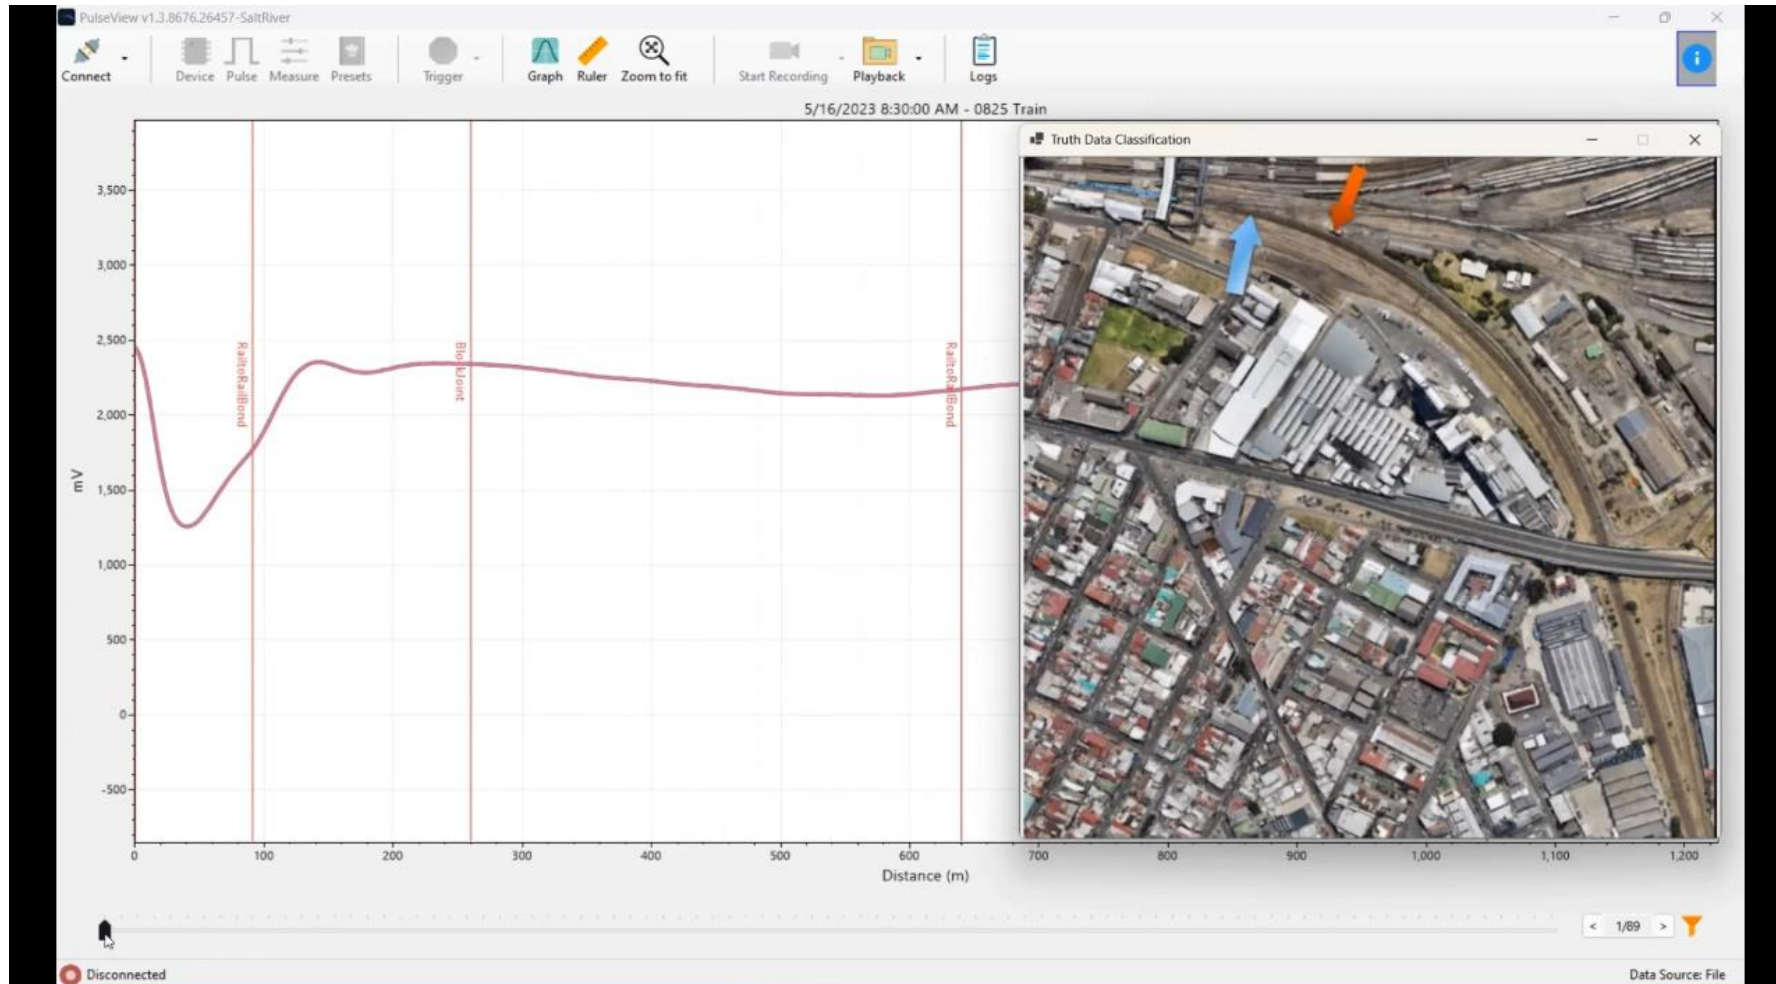 PulseView v1.3.8676.26457-SaltRiver
Connect
Device
Pulse
Measure
Presets
Trigger
Graph
Ruler
Zoom to fit
Start Recording
Playback
Logs
5/16/2023 8:30:00 AM - 0825 Train
Truth Data Classification
3,500
3,000
2,500
2,000
1,500
1,000
500
0
-500
mV
RailtoRailBond
BlockJoint
RailtoRailBond
0
100
200
300
400
500
600
700
800
900
1,000
1,100
1,200
Distance (m)
< 1/89 >
Disconnected
Data Source: File